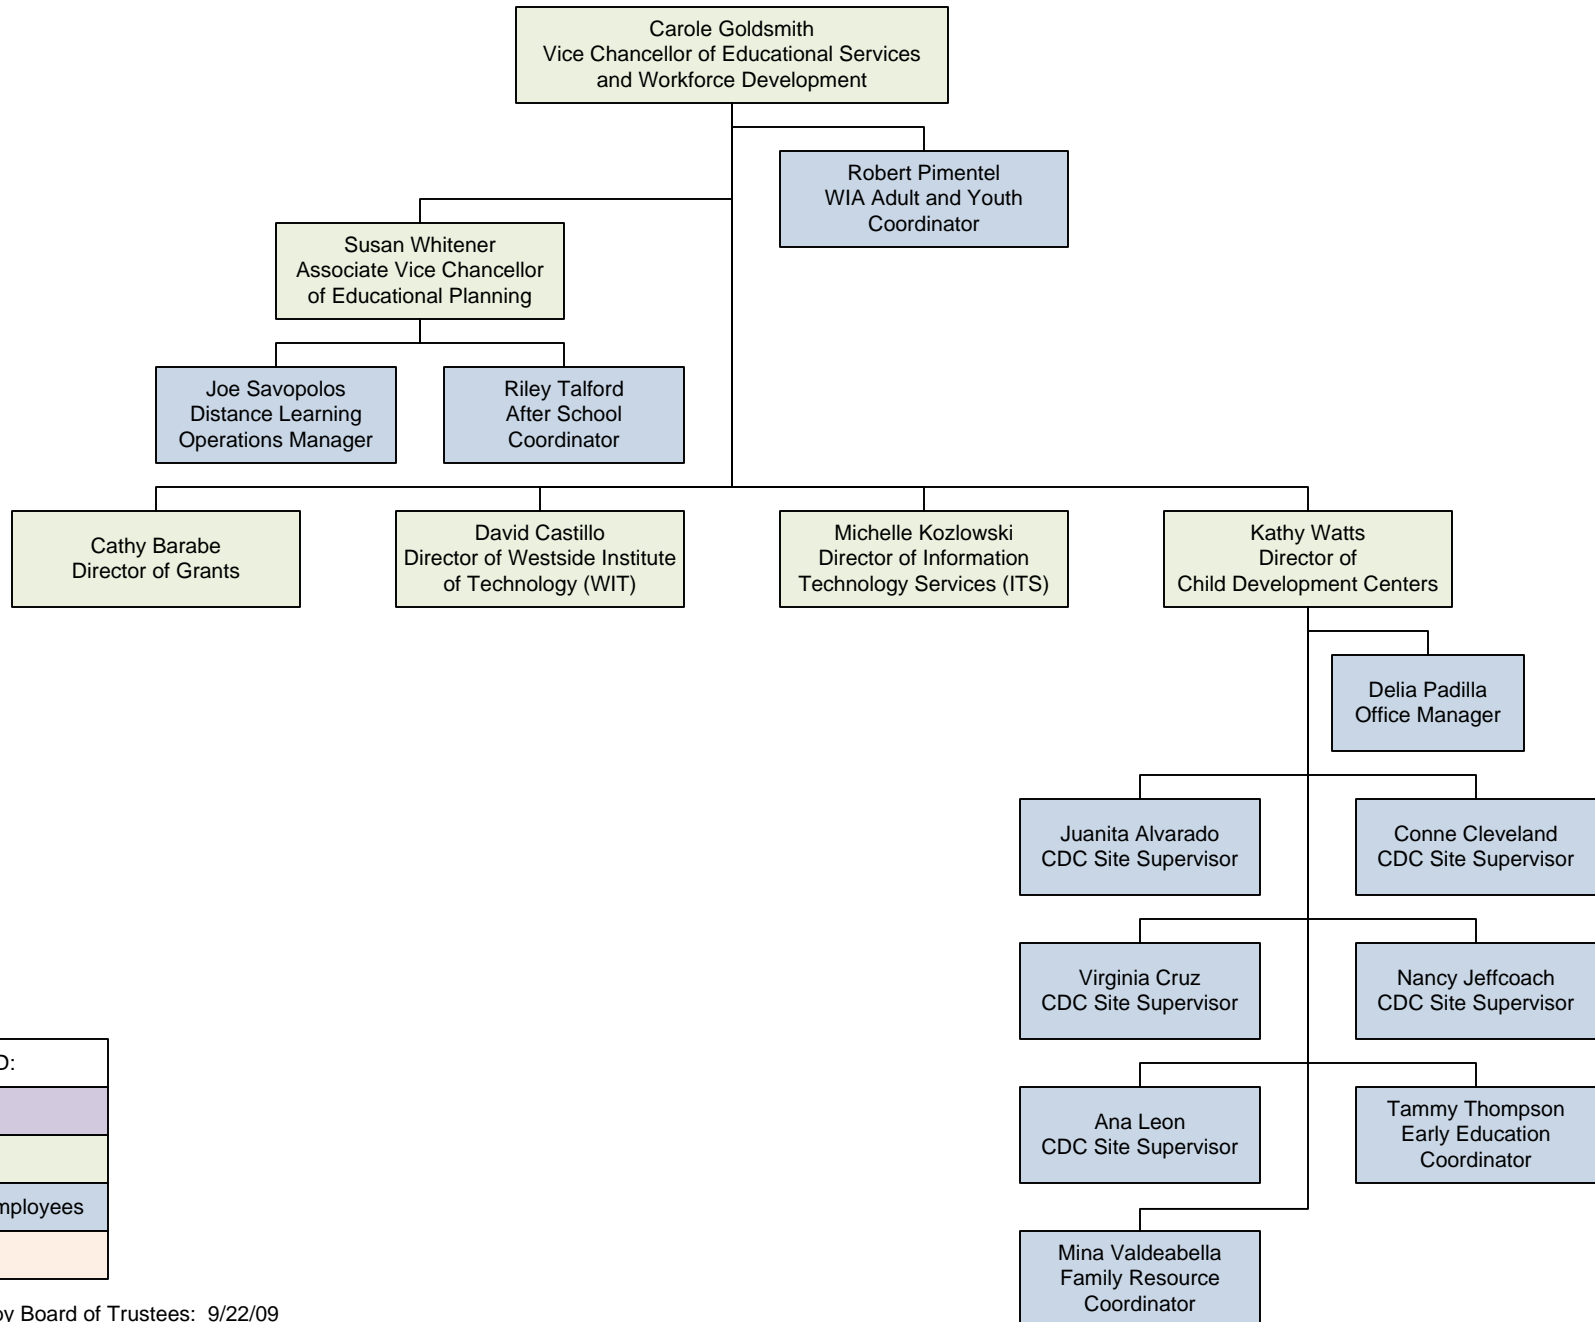 Carole Goldsmith
Vice Chancellor of Educational Services
and Workforce Development
Robert Pimentel
WIA Adult and Youth
Coordinator
Susan Whitener
Associate Vice Chancellor
of Educational Planning
Joe Savopolos
Distance Learning
Operations Manager
Riley Talford
After School
Coordinator
Cathy Barabe
Director of Grants
David Castillo
Director of Westside Institute
of Technology (WIT)
Michelle Kozlowski
Director of Information
Technology Services (ITS)
Kathy Watts
Director of
Child Development Centers
Delia Padilla
Office Manager
Juanita Alvarado
CDC Site Supervisor
Conne Cleveland
CDC Site Supervisor
Virginia Cruz
CDC Site Supervisor
Nancy Jeffcoach
CDC Site Supervisor
Ana Leon
CDC Site Supervisor
Tammy Thompson
Early Education
Coordinator
Mina Valdeabella
Family Resource
Coordinator
Board of Trustees: 9/22/09